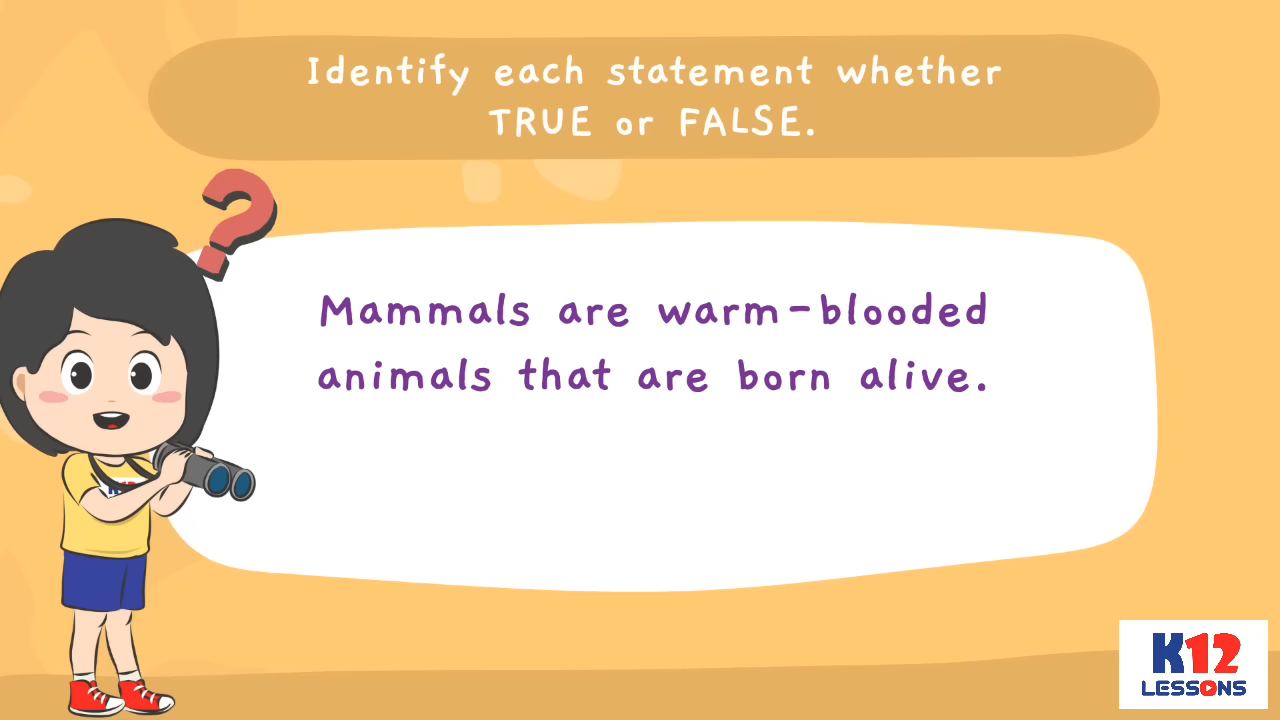 Identify each statement whether
TRUE or FALSE.
Mammals are warm-blooded
animals that are born alive.
K12
LESSONS